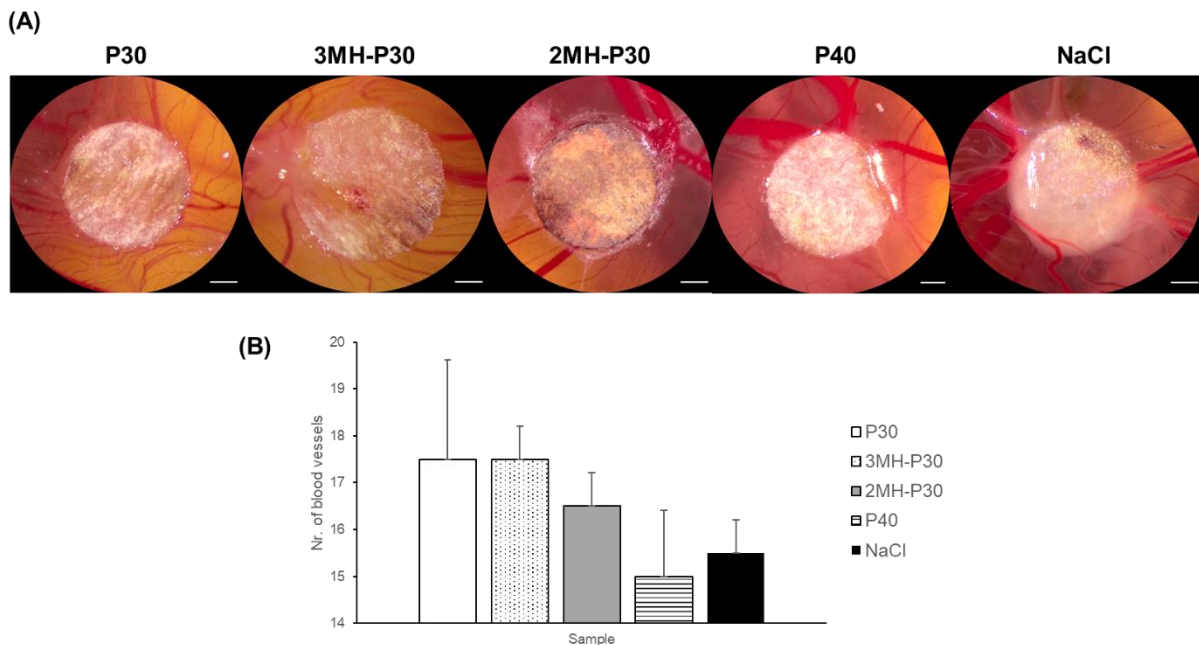 (A)
P30 3MH-P30 2MH-P30 P40 NaCl
(B)
Nr. of blood vessels
20
19
18
17
16
15
14
Sample
P30
3MH-P30
2MH-P30
P40
NaCl